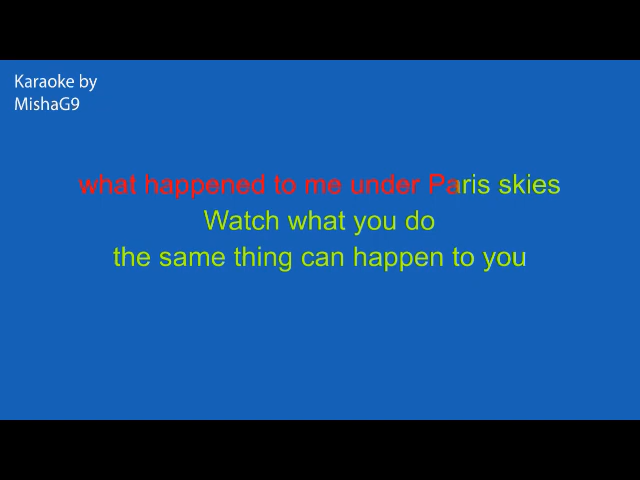 Karaoke by
MishaG9
what happened to me under Paris skies
Watch what you do
the same thing can happen to you